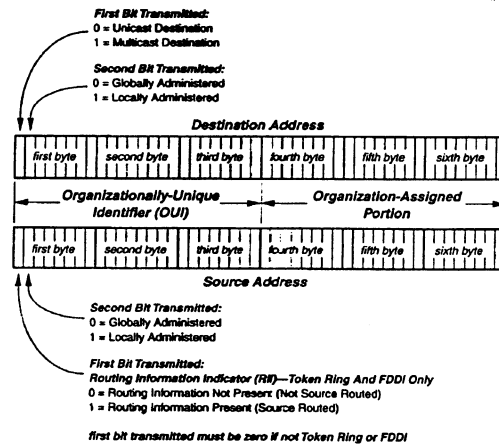 First Bit Transmitted:
0 = Unicast Destination
1 = Multicast Destination
Second Bit Transmitted:
0 = Globally Administered
1 = Locally Administered
Destination Address
first byte second byte third byte fourth byte fifth byte sixth byte
Organizationally-Unique Identifier (OUI)
Organization-Assigned Portion
first byte second byte third byte fourth byte fifth byte sixth byte
Source Address
Second Bit Transmitted:
0 = Globally Administered
1 = Locally Administered
First Bit Transmitted:
Routing Information Indicator (RII)—Token Ring And FDDI Only
0 = Routing Information Not Present (Not Source Routed)
1 = Routing Information Present (Source Routed)
first bit transmitted must be zero if not Token Ring or FDDI